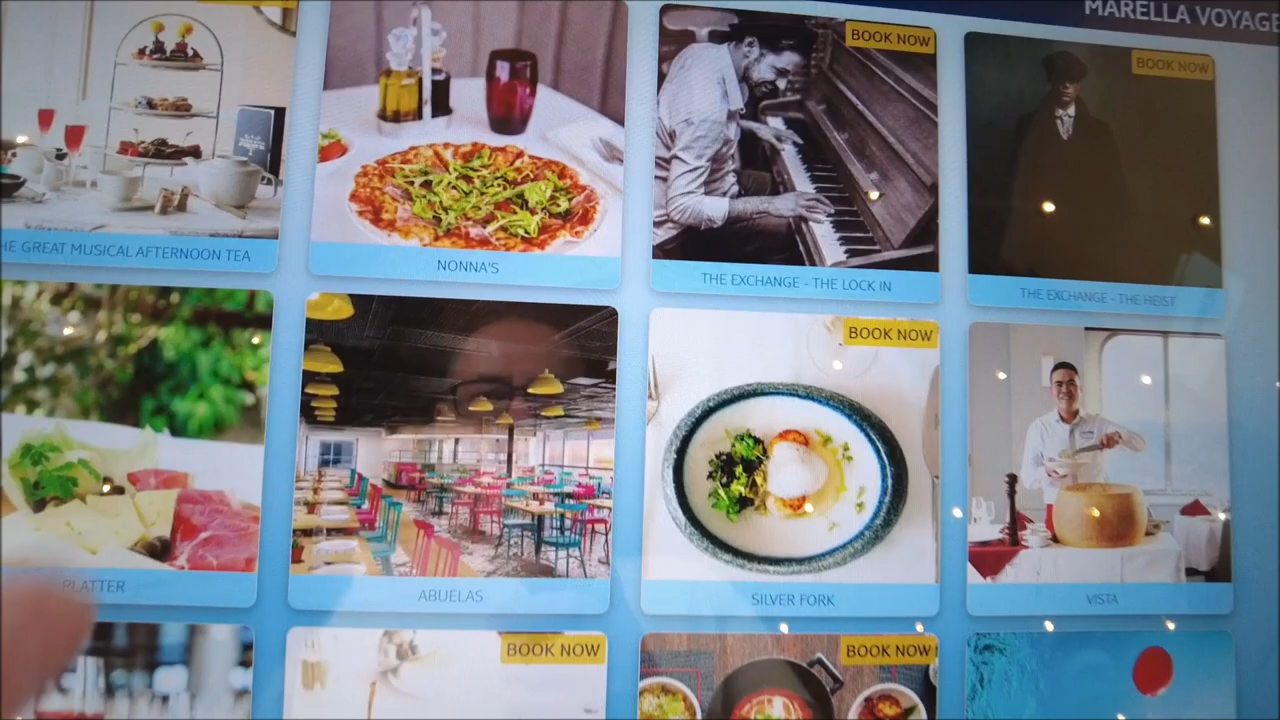 MARELLA VOYAGE
BOOK NOW
BOOK NOW
HE GREAT MUSICAL AFTERNOON TEA
NONNA'S
THE EXCHANGE - THE LOCK IN
THE EXCHANGE - THE HEIST
BOOK NOW
PLATTER
ABUELAS
SILVER FORK
VISTA
BOOK NOW
BOOK NOW